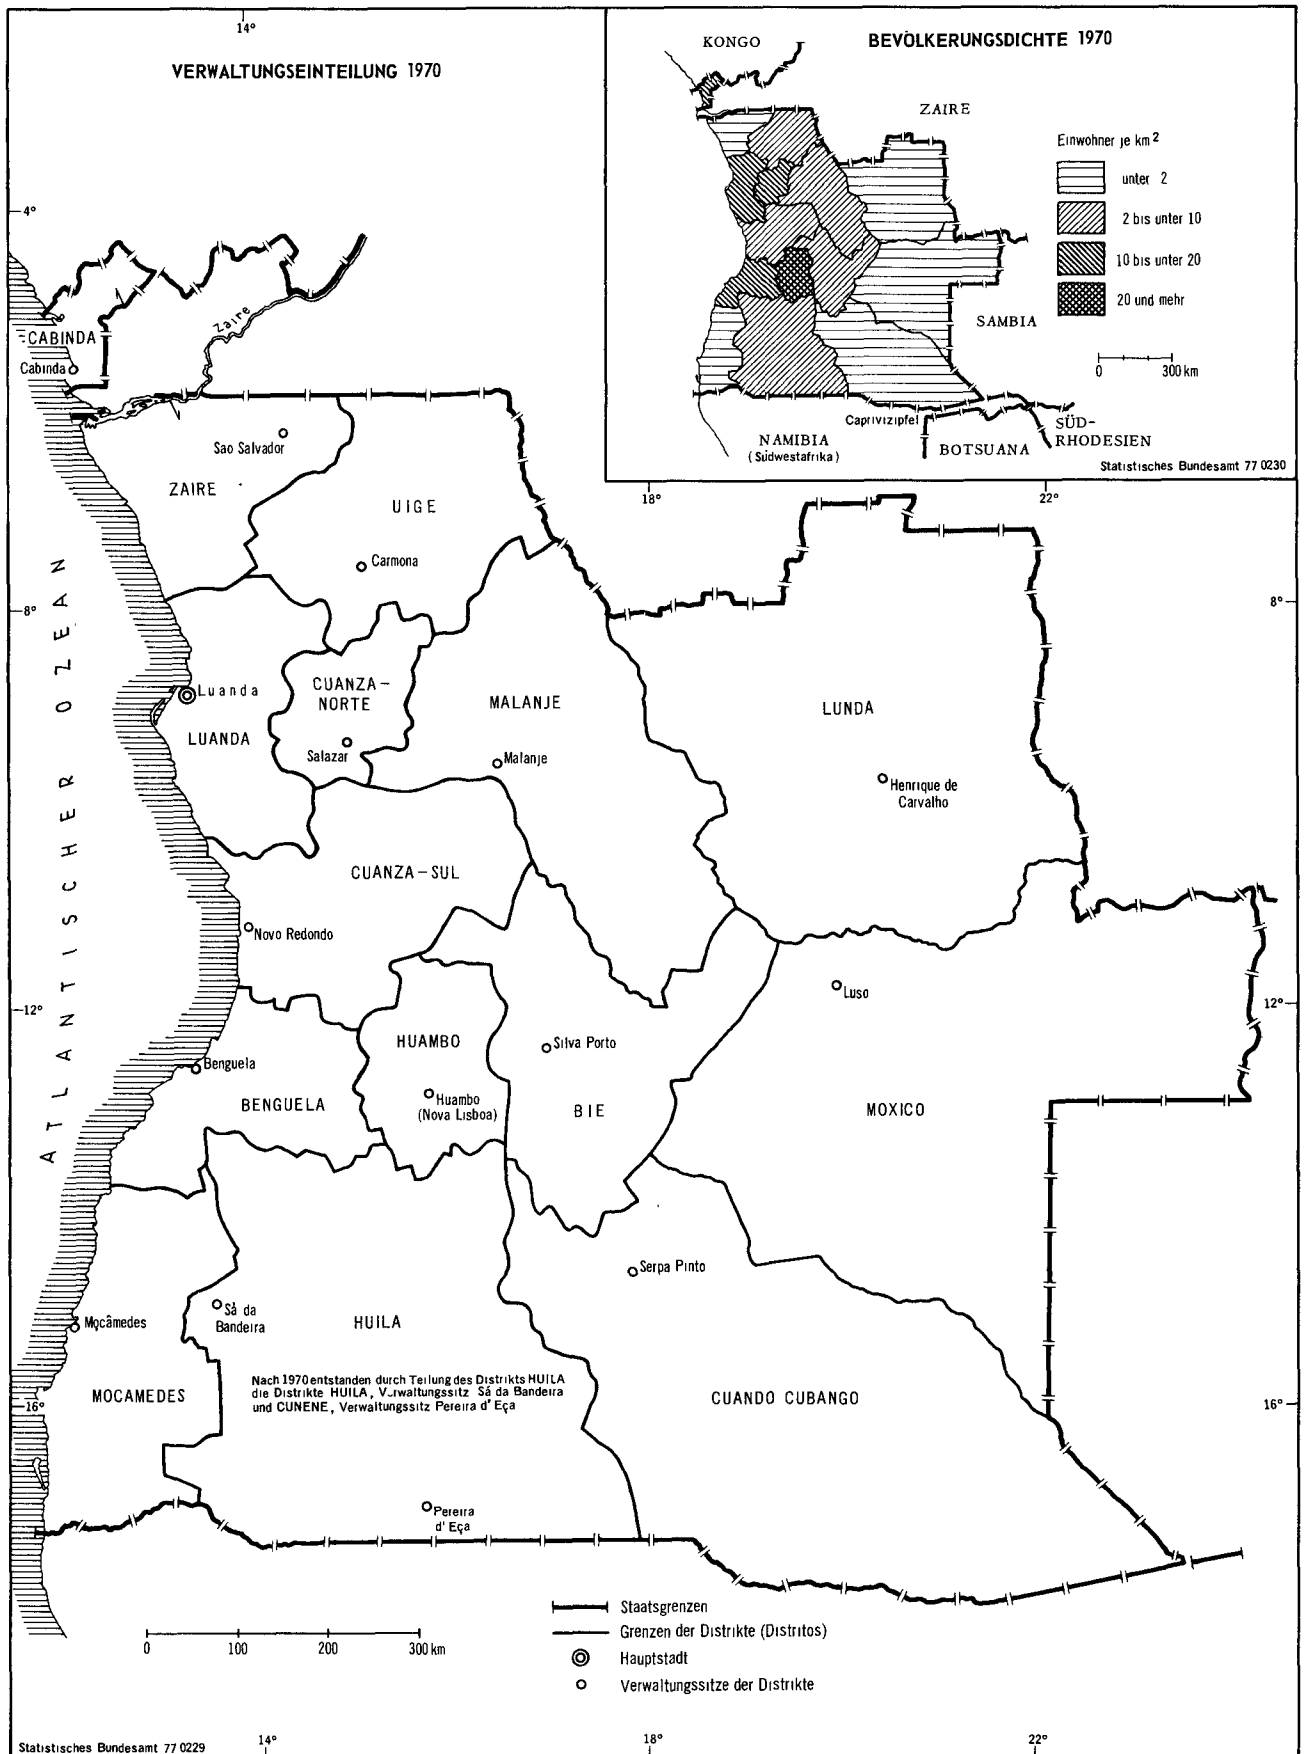 14°
VERWALTUNGSEINTEILUNG 1970
BEVÖLKERUNGSDICHTE 1970
KONGO
ZAIRE
Einwohner je km²
unter 2
2 bis unter 10
10 bis unter 20
20 und mehr
SAMBIA
0 300 km
Caprivizipfel
NAMIBIA
(Südwestafrika)
BOTSUANA
SÜD-
RHODESIEN
Statistisches Bundesamt 77 0230
18°
22°
4°
Zaire
CABINDA
Cabinda
Sao Salvador
ZAIRE
UIGE
Carmona
8°
8°
ATLANTISCHER OZEAN
Luanda
LUANDA
CUANZA-
NORTE
Salazar
MALANJE
Malanje
LUNDA
Henrique de
Carvalho
CUANZA-SUL
Novo Redondo
12°
12°
Luso
HUAMBO
Huambo
(Nova Lisboa)
Silva Porto
BIE
Benguela
BENGUELA
MOXICO
Serpa Pinto
Moçâmedes
Sá da
Bandeira
HUILA
MOCAMEDES
Nach 1970 entstanden durch Teilung des Distrikts HUILA
die Distrikte HUILA, Verwaltungssitz Sá da Bandeira
und CUNENE, Verwaltungssitz Pereira d' Eça
CUANDO CUBANGO
16°
16°
Pereira
d' Eça
Staatsgrenzen
Grenzen der Distrikte (Distritos)
Hauptstadt
Verwaltungssitze der Distrikte
0 100 200 300 km
Statistisches Bundesamt 77 0229
14°
18°
22°